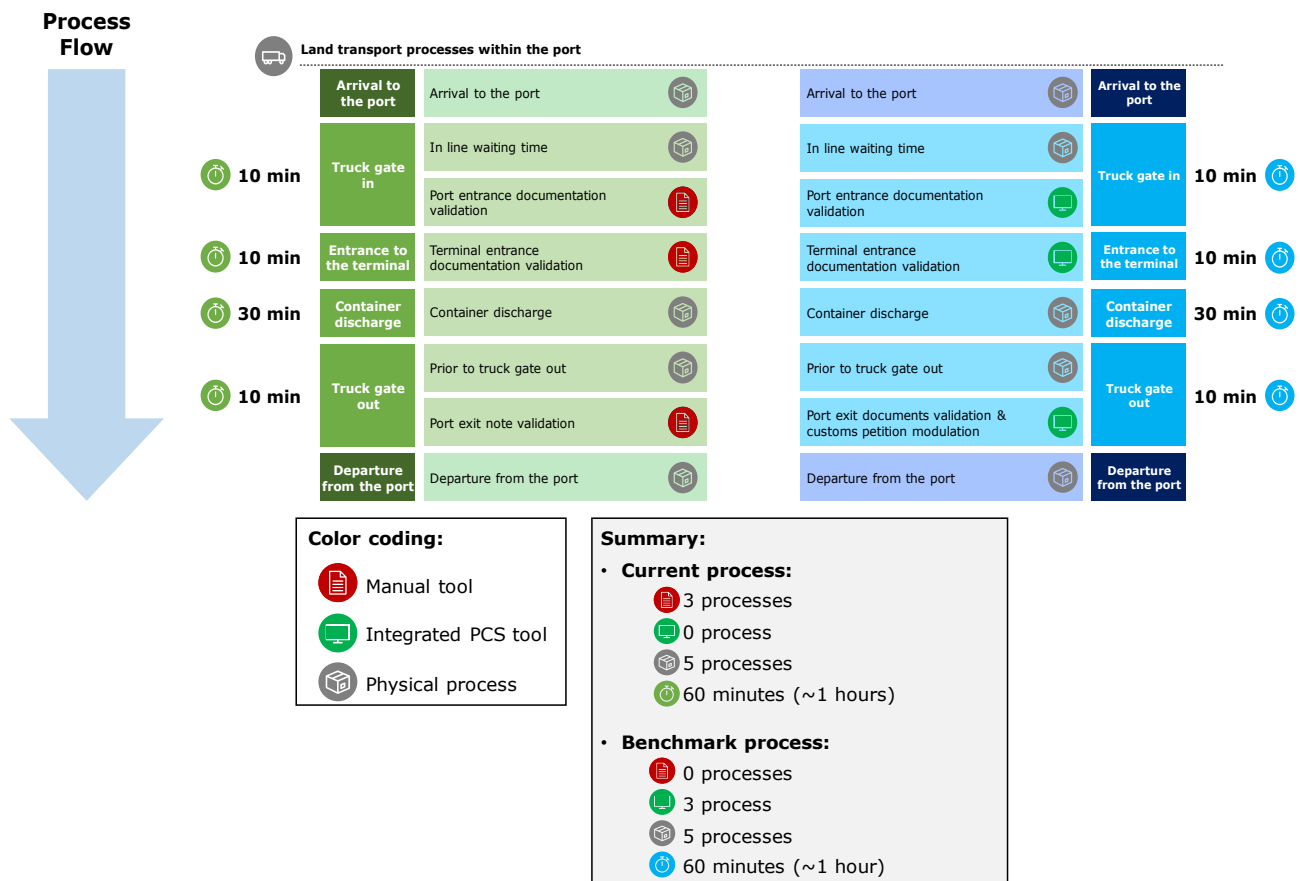 Process
Flow
Land transport processes within the port
Arrival to
the port
Arrival to the port
Arrival to the port
Arrival to the
port
10 min
Truck gate
in
In line waiting time
Port entrance documentation
validation
In line waiting time
Port entrance documentation
validation
Truck gate in
10 min
10 min
Entrance to
the terminal
Terminal entrance
documentation validation
Terminal entrance
documentation validation
Entrance to
the terminal
10 min
30 min
Container
discharge
Container discharge
Container discharge
Container
discharge
30 min
10 min
Truck gate
out
Prior to truck gate out
Port exit note validation
Prior to truck gate out
Port exit documents validation &
customs petition modulation
Truck gate
out
10 min
Departure
from the port
Departure from the port
Departure from the port
Departure
from the port
Color coding:
Manual tool
Integrated PCS tool
Physical process
Summary:
• Current process:
3 processes
0 process
5 processes
60 minutes (~1 hours)
• Benchmark process:
0 processes
3 process
5 processes
60 minutes (~1 hour)